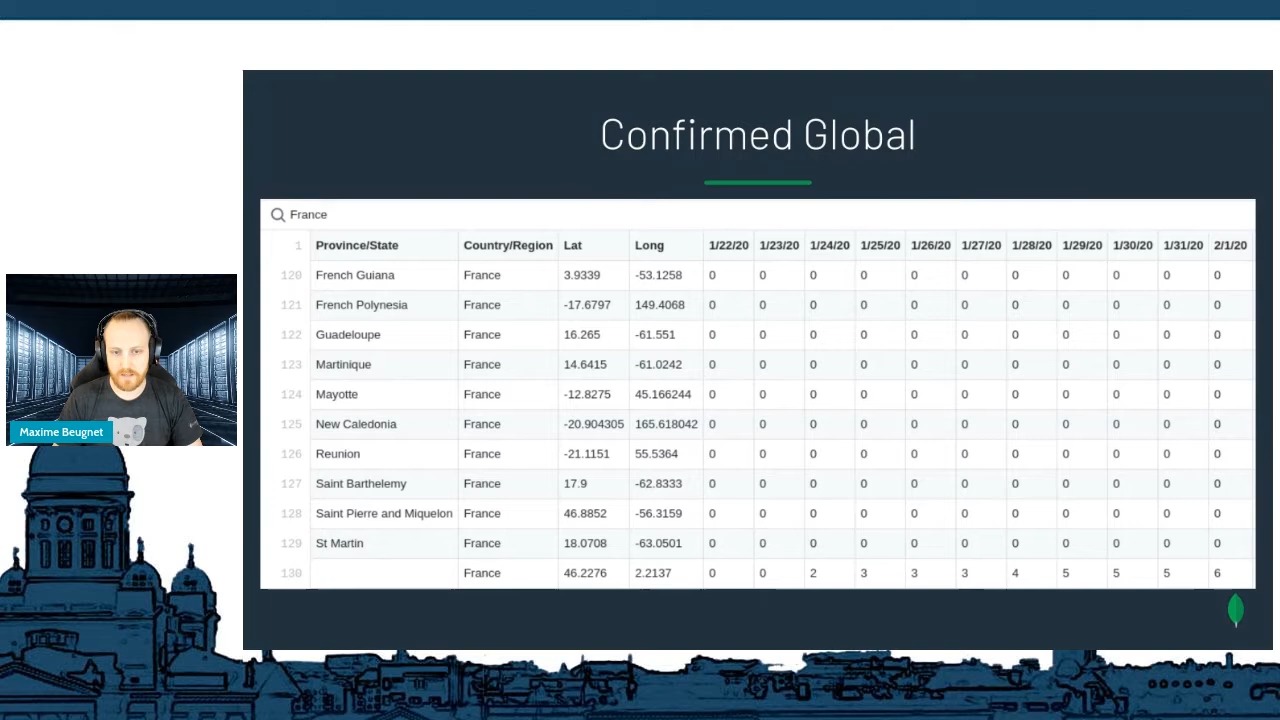 Confirmed Global
France
1 Province/State Country/Region Lat Long 1/22/20 1/23/20 1/24/20 1/25/20 1/26/20 1/27/20 1/28/20 1/29/20 1/30/20 1/31/20 2/1/20
120 French Guiana France 3.9339 -53.1258 0 0 0 0 0 0 0 0 0 0 0
121 French Polynesia France -17.6797 149.4068 0 0 0 0 0 0 0 0 0 0 0
122 Guadeloupe France 16.265 -61.551 0 0 0 0 0 0 0 0 0 0 0
123 Martinique France 14.6415 -61.0242 0 0 0 0 0 0 0 0 0 0 0
124 Mayotte France -12.8275 45.166244 0 0 0 0 0 0 0 0 0 0 0
125 New Caledonia France -20.904305 165.618042 0 0 0 0 0 0 0 0 0 0 0
126 Reunion France -21.1151 55.5364 0 0 0 0 0 0 0 0 0 0 0
127 Saint Barthelemy France 17.9 -62.8333 0 0 0 0 0 0 0 0 0 0 0
128 Saint Pierre and Miquelon France 46.8852 -56.3159 0 0 0 0 0 0 0 0 0 0 0
129 St Martin France 18.0708 -63.0501 0 0 0 0 0 0 0 0 0 0 0
130 France 46.2276 2.2137 0 0 2 3 3 3 4 5 5 5 6
Maxime Beugnet